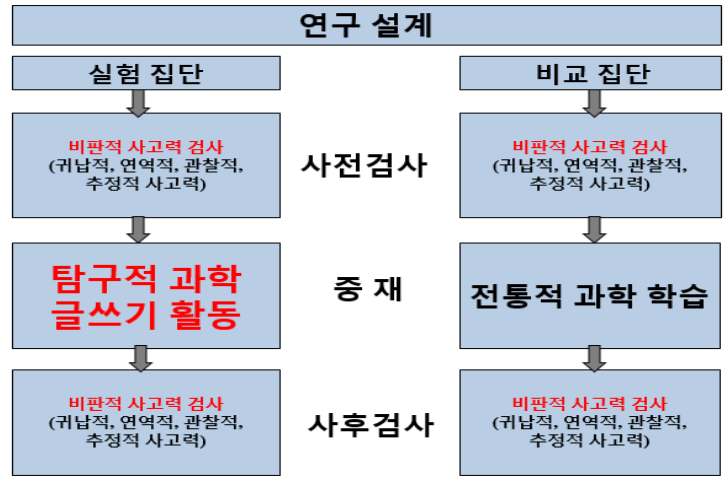 연구 설계
실험 집단
비교 집단
비판적 사고력 검사
(귀납적, 연역적, 관찰적,
추정적 사고력)
사전검사
비판적 사고력 검사
(귀납적, 연역적, 관찰적,
추정적 사고력)
탐구적 과학
글쓰기 활동
중 재
전통적 과학 학습
비판적 사고력 검사
(귀납적, 연역적, 관찰적,
추정적 사고력)
사후검사
비판적 사고력 검사
(귀납적, 연역적, 관찰적,
추정적 사고력)